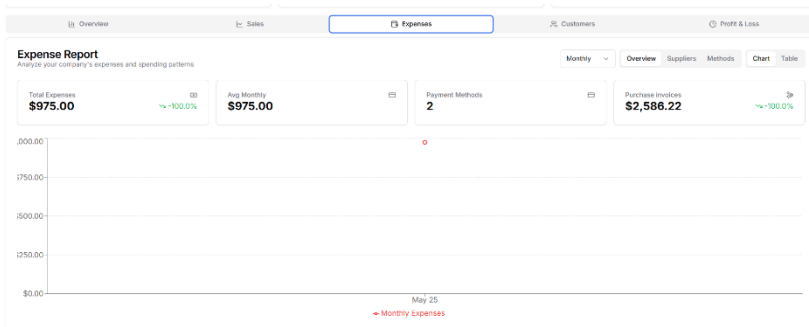 Overview
Sales
Expenses
Customers
Profit & Loss
Expense Report
Analyze your company's expenses and spending patterns
Monthly
Overview
Suppliers
Methods
Chart
Table
Total Expenses
$975.00
-100.0%
Avg Monthly
$975.00
Payment Methods
2
Purchase Invoices
$2,586.22
-100.0%
,000.00
$750.00
$500.00
$250.00
$0.00
May 25
Monthly Expenses